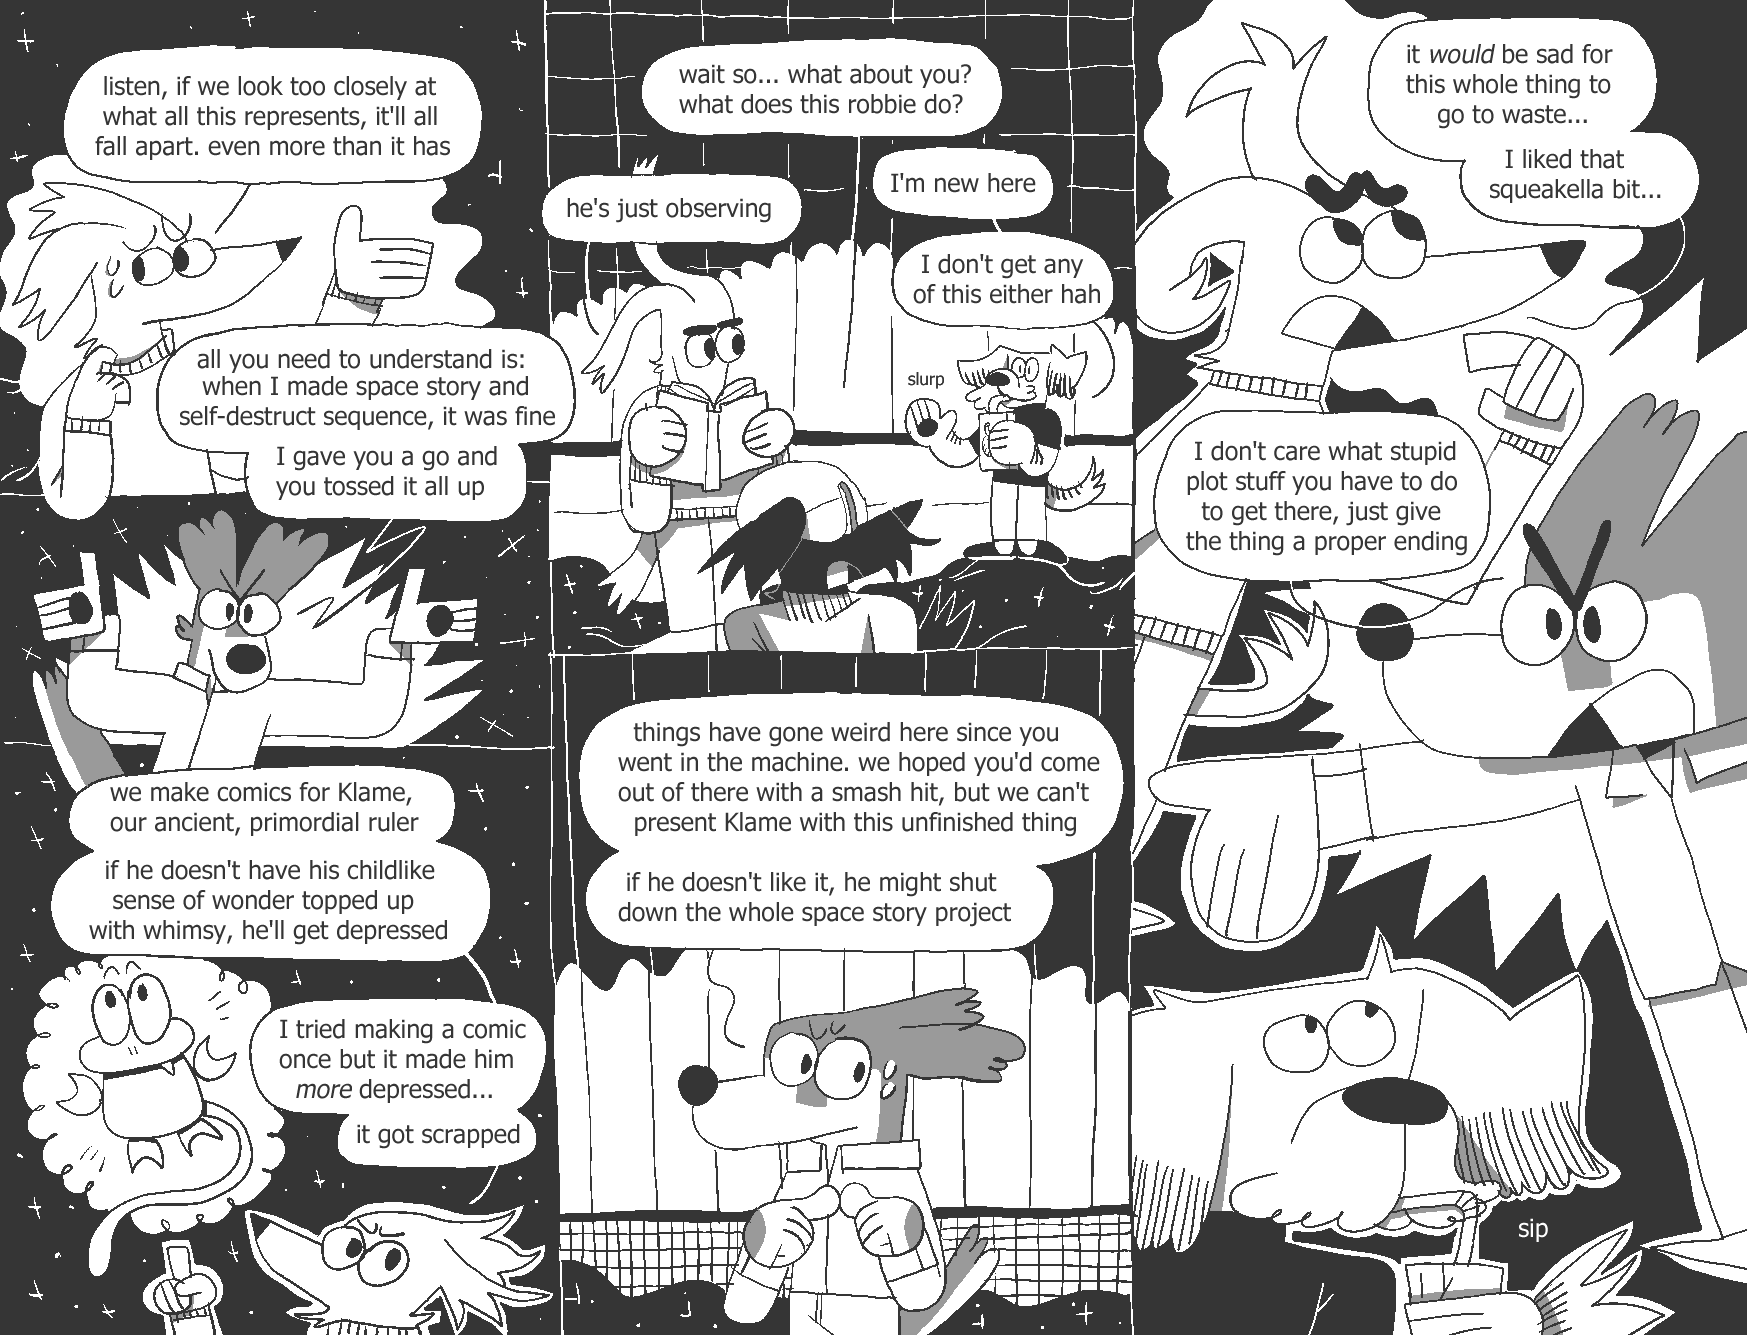 listen, if we look too closely at
what all this represents, it'll all
fall apart. even more than it has
all you need to understand is:
when I made space story and
self-destruct sequence, it was fine
I gave you a go and
you tossed it all up
we make comics for Klame,
our ancient, primordial ruler
if he doesn't have his childlike
sense of wonder topped up
with whimsy, he'll get depressed
I tried making a comic
once but it made him
more depressed...
it got scrapped
wait so... what about you?
what does this robbie do?
he's just observing
I'm new here
I don't get any
of this either hah
slurp
things have gone weird here since you
went in the machine. we hoped you'd come
out of there with a smash hit, but we can't
present Klame with this unfinished thing
if he doesn't like it, he might shut
down the whole space story project
it would be sad for
this whole thing to
go to waste...
I liked that
squeakella bit...
I don't care what stupid
plot stuff you have to do
to get there, just give
the thing a proper ending
sip